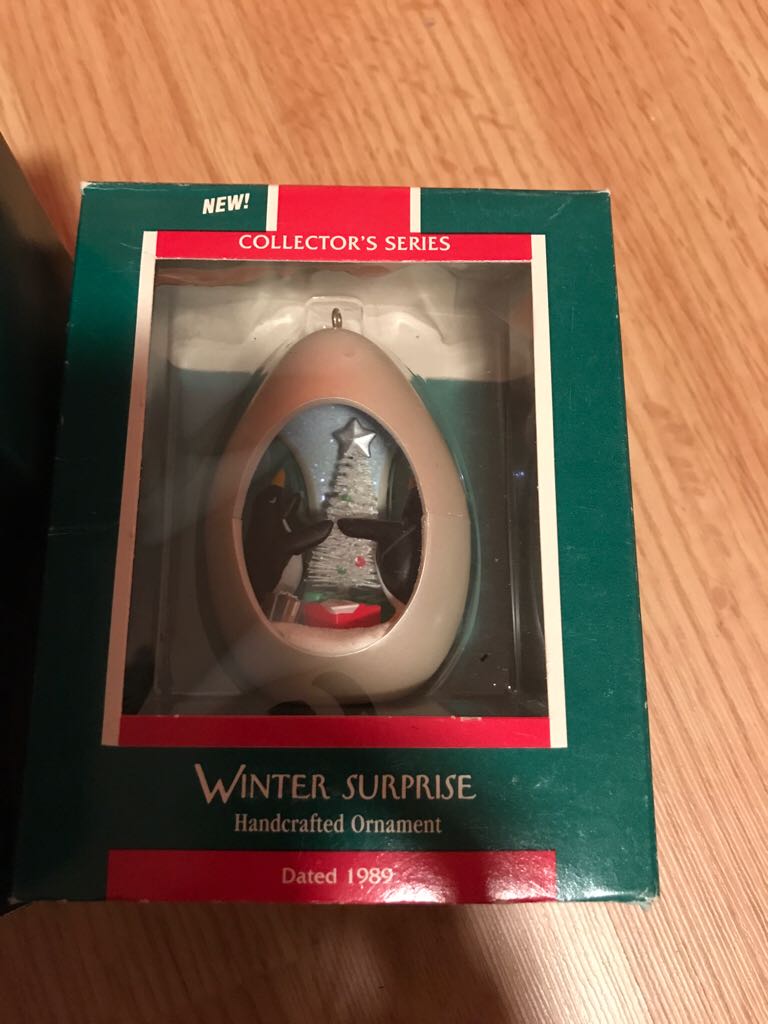 NEW!
COLLECTOR'S SERIES
WINTER SURPRISE
Handcrafted Ornament
Dated 1989